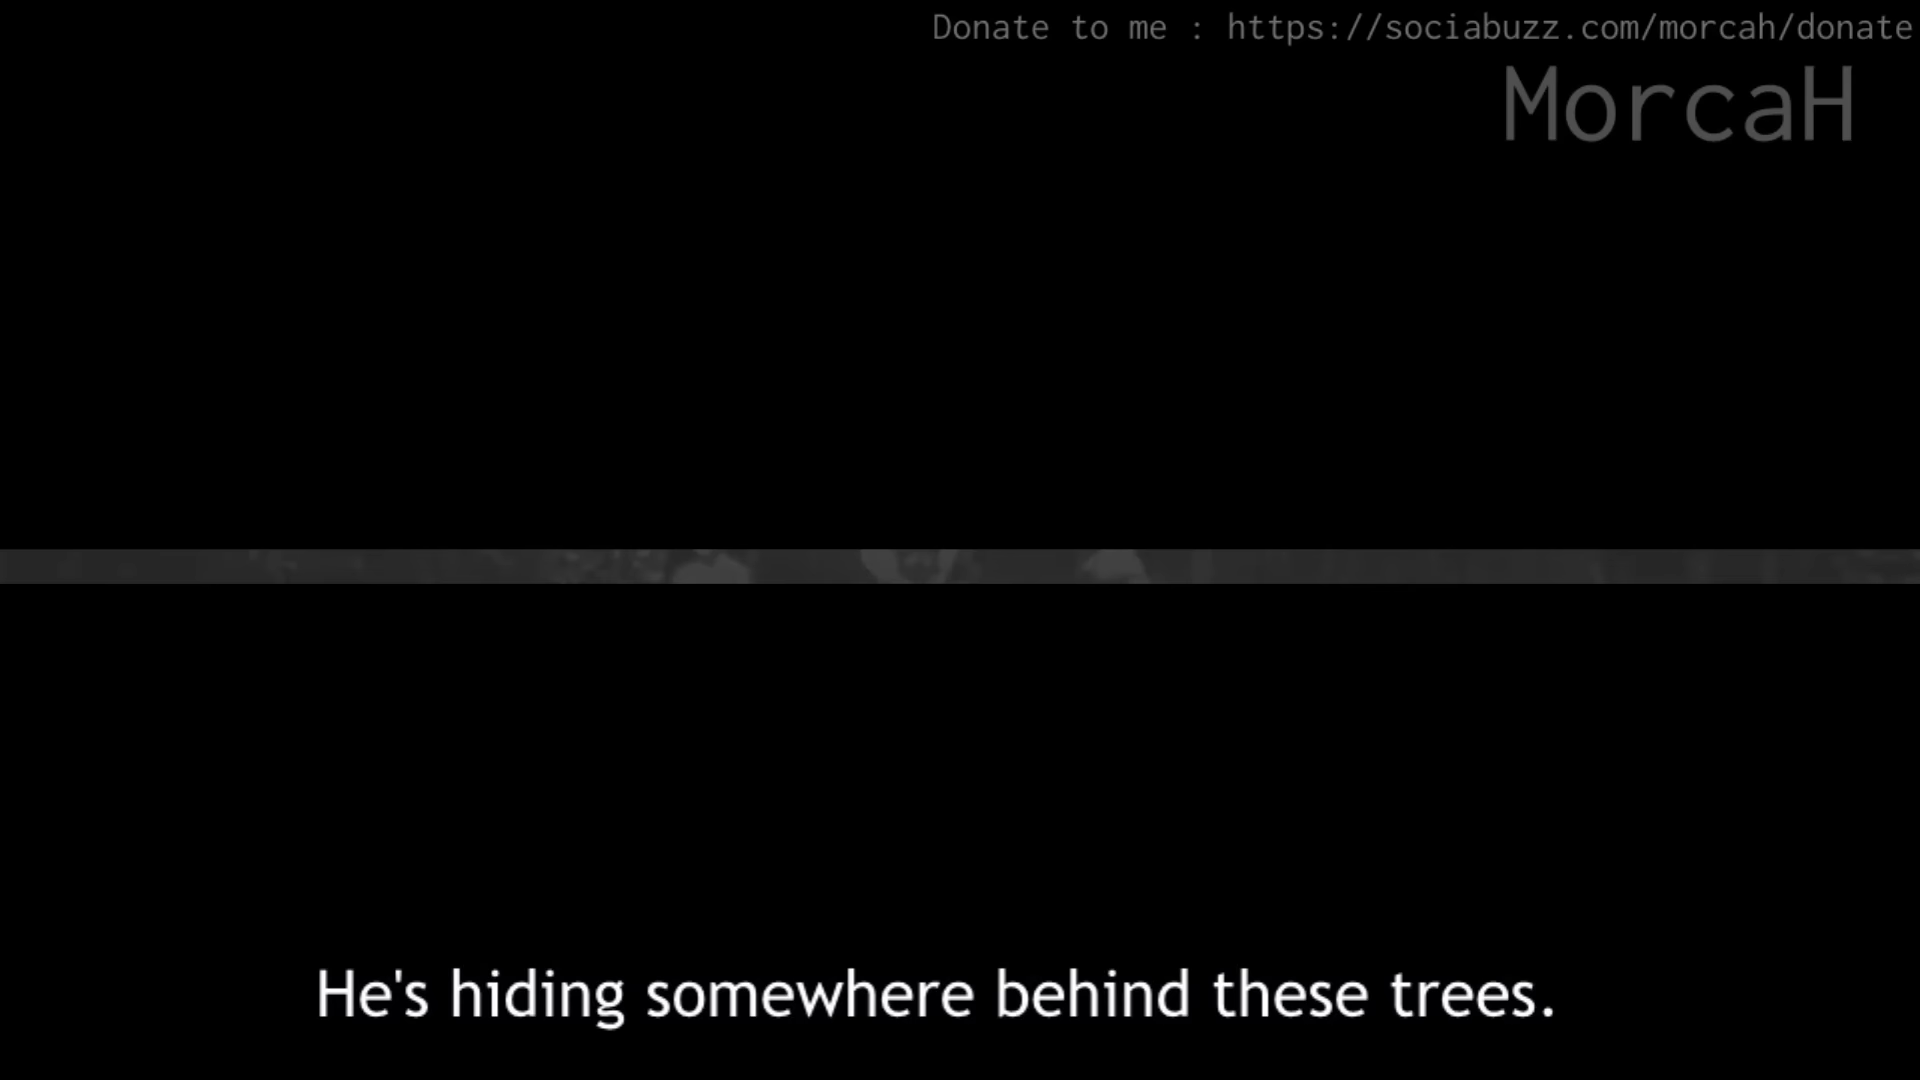 Donate to me : https://sociabuzz.com/morcah/donate
MorcaH
He's hiding somewhere behind these trees.